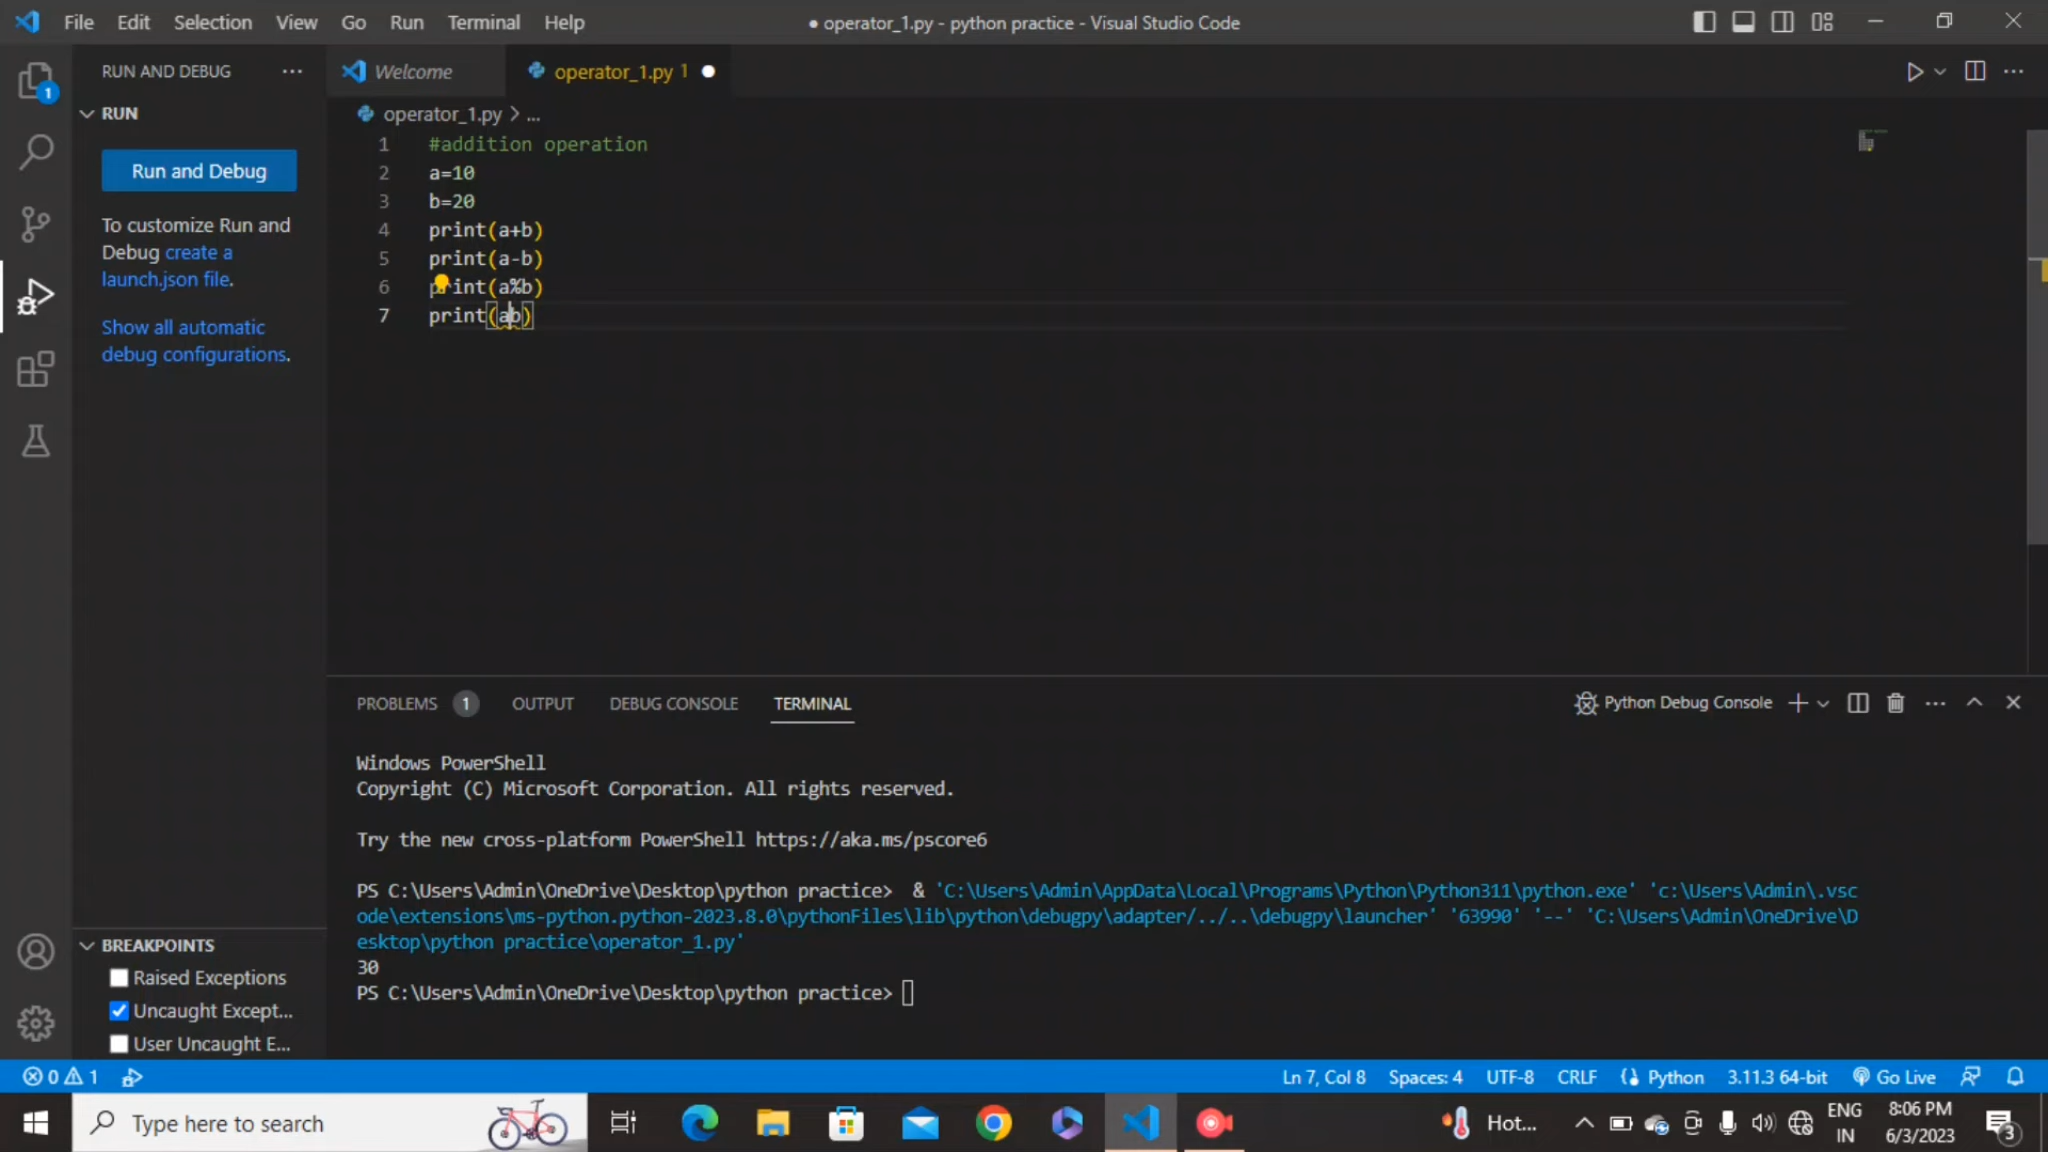 File Edit Selection View Go Run Terminal Help
● operator_1.py - python practice - Visual Studio Code
RUN AND DEBUG ...
Welcome
operator_1.py 1 ●
1
RUN
operator_1.py > ...
Run and Debug
To customize Run and
Debug create a
launch.json file.
Show all automatic
debug configurations.
1 #addition operation
2 a=10
3 b=20
4 print(a+b)
5 print(a-b)
6 print(a%b)
7 print(ab)
PROBLEMS 1 OUTPUT DEBUG CONSOLE TERMINAL
Python Debug Console
Windows PowerShell
Copyright (C) Microsoft Corporation. All rights reserved.
Try the new cross-platform PowerShell https://aka.ms/pscore6
PS C:\Users\Admin\OneDrive\Desktop\python practice>  & 'C:\Users\Admin\AppData\Local\Programs\Python\Python311\python.exe' 'c:\Users\Admin\.vsc
ode\extensions\ms-python.python-2023.8.0\pythonFiles\lib\python\debugpy\adapter/../..\debugpy\launcher' '63990' '--' 'C:\Users\Admin\OneDrive\D
esktop\python practice\operator_1.py'
30
PS C:\Users\Admin\OneDrive\Desktop\python practice>
BREAKPOINTS
Raised Exceptions
Uncaught Except...
User Uncaught E...
0 1
Ln 7, Col 8 Spaces: 4 UTF-8 CRLF Python 3.11.3 64-bit Go Live
Type here to search
Hot...
ENG
IN
8:06 PM
6/3/2023
3